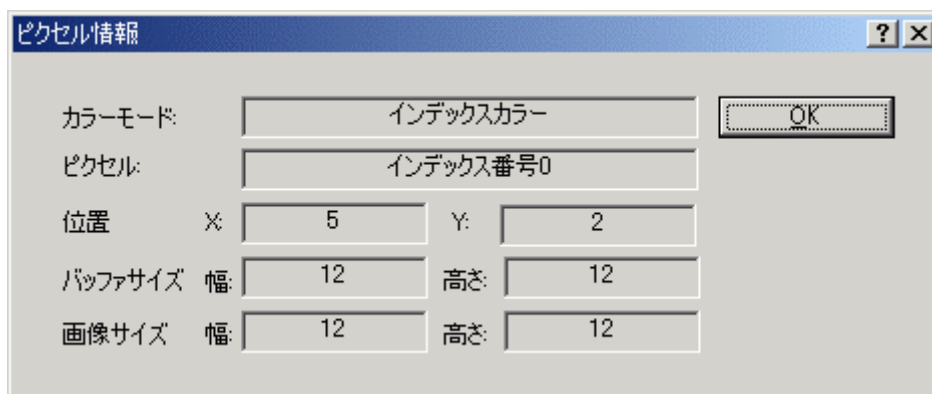 ピクセル情報
カラーモード: インデックスカラー OK
ピクセル: インデックス番号0
位置 X: 5 Y: 2
バッファサイズ 幅: 12 高さ: 12
画像サイズ 幅: 12 高さ: 12